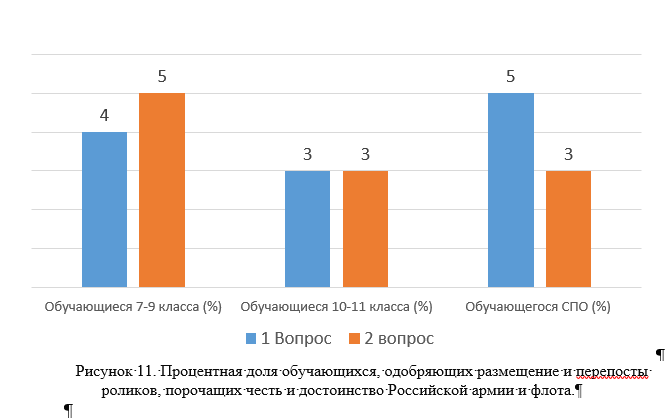 4 5 3 3 5 3
Обучающиеся 7-9 класса (%) Обучающиеся 10-11 класса (%) Обучающегося СПО (%)
1 Вопрос 2 вопрос
¶
Рисунок·11.·Процентная·доля·обучающихся,·одобряющих·размещение·и·перепосты·
роликов,·порочащих·честь·и·достоинство·Российской·армии·и·флота.¶
¶